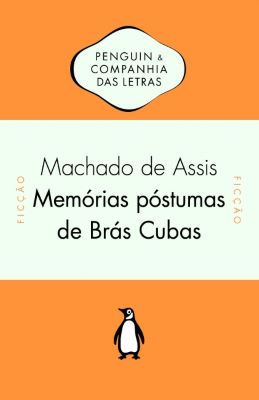 PENGUIN &
COMPANHIA
DAS LETRAS
Machado de Assis
FICÇÃO
Memórias póstumas
FICÇÃO
de Brás Cubas